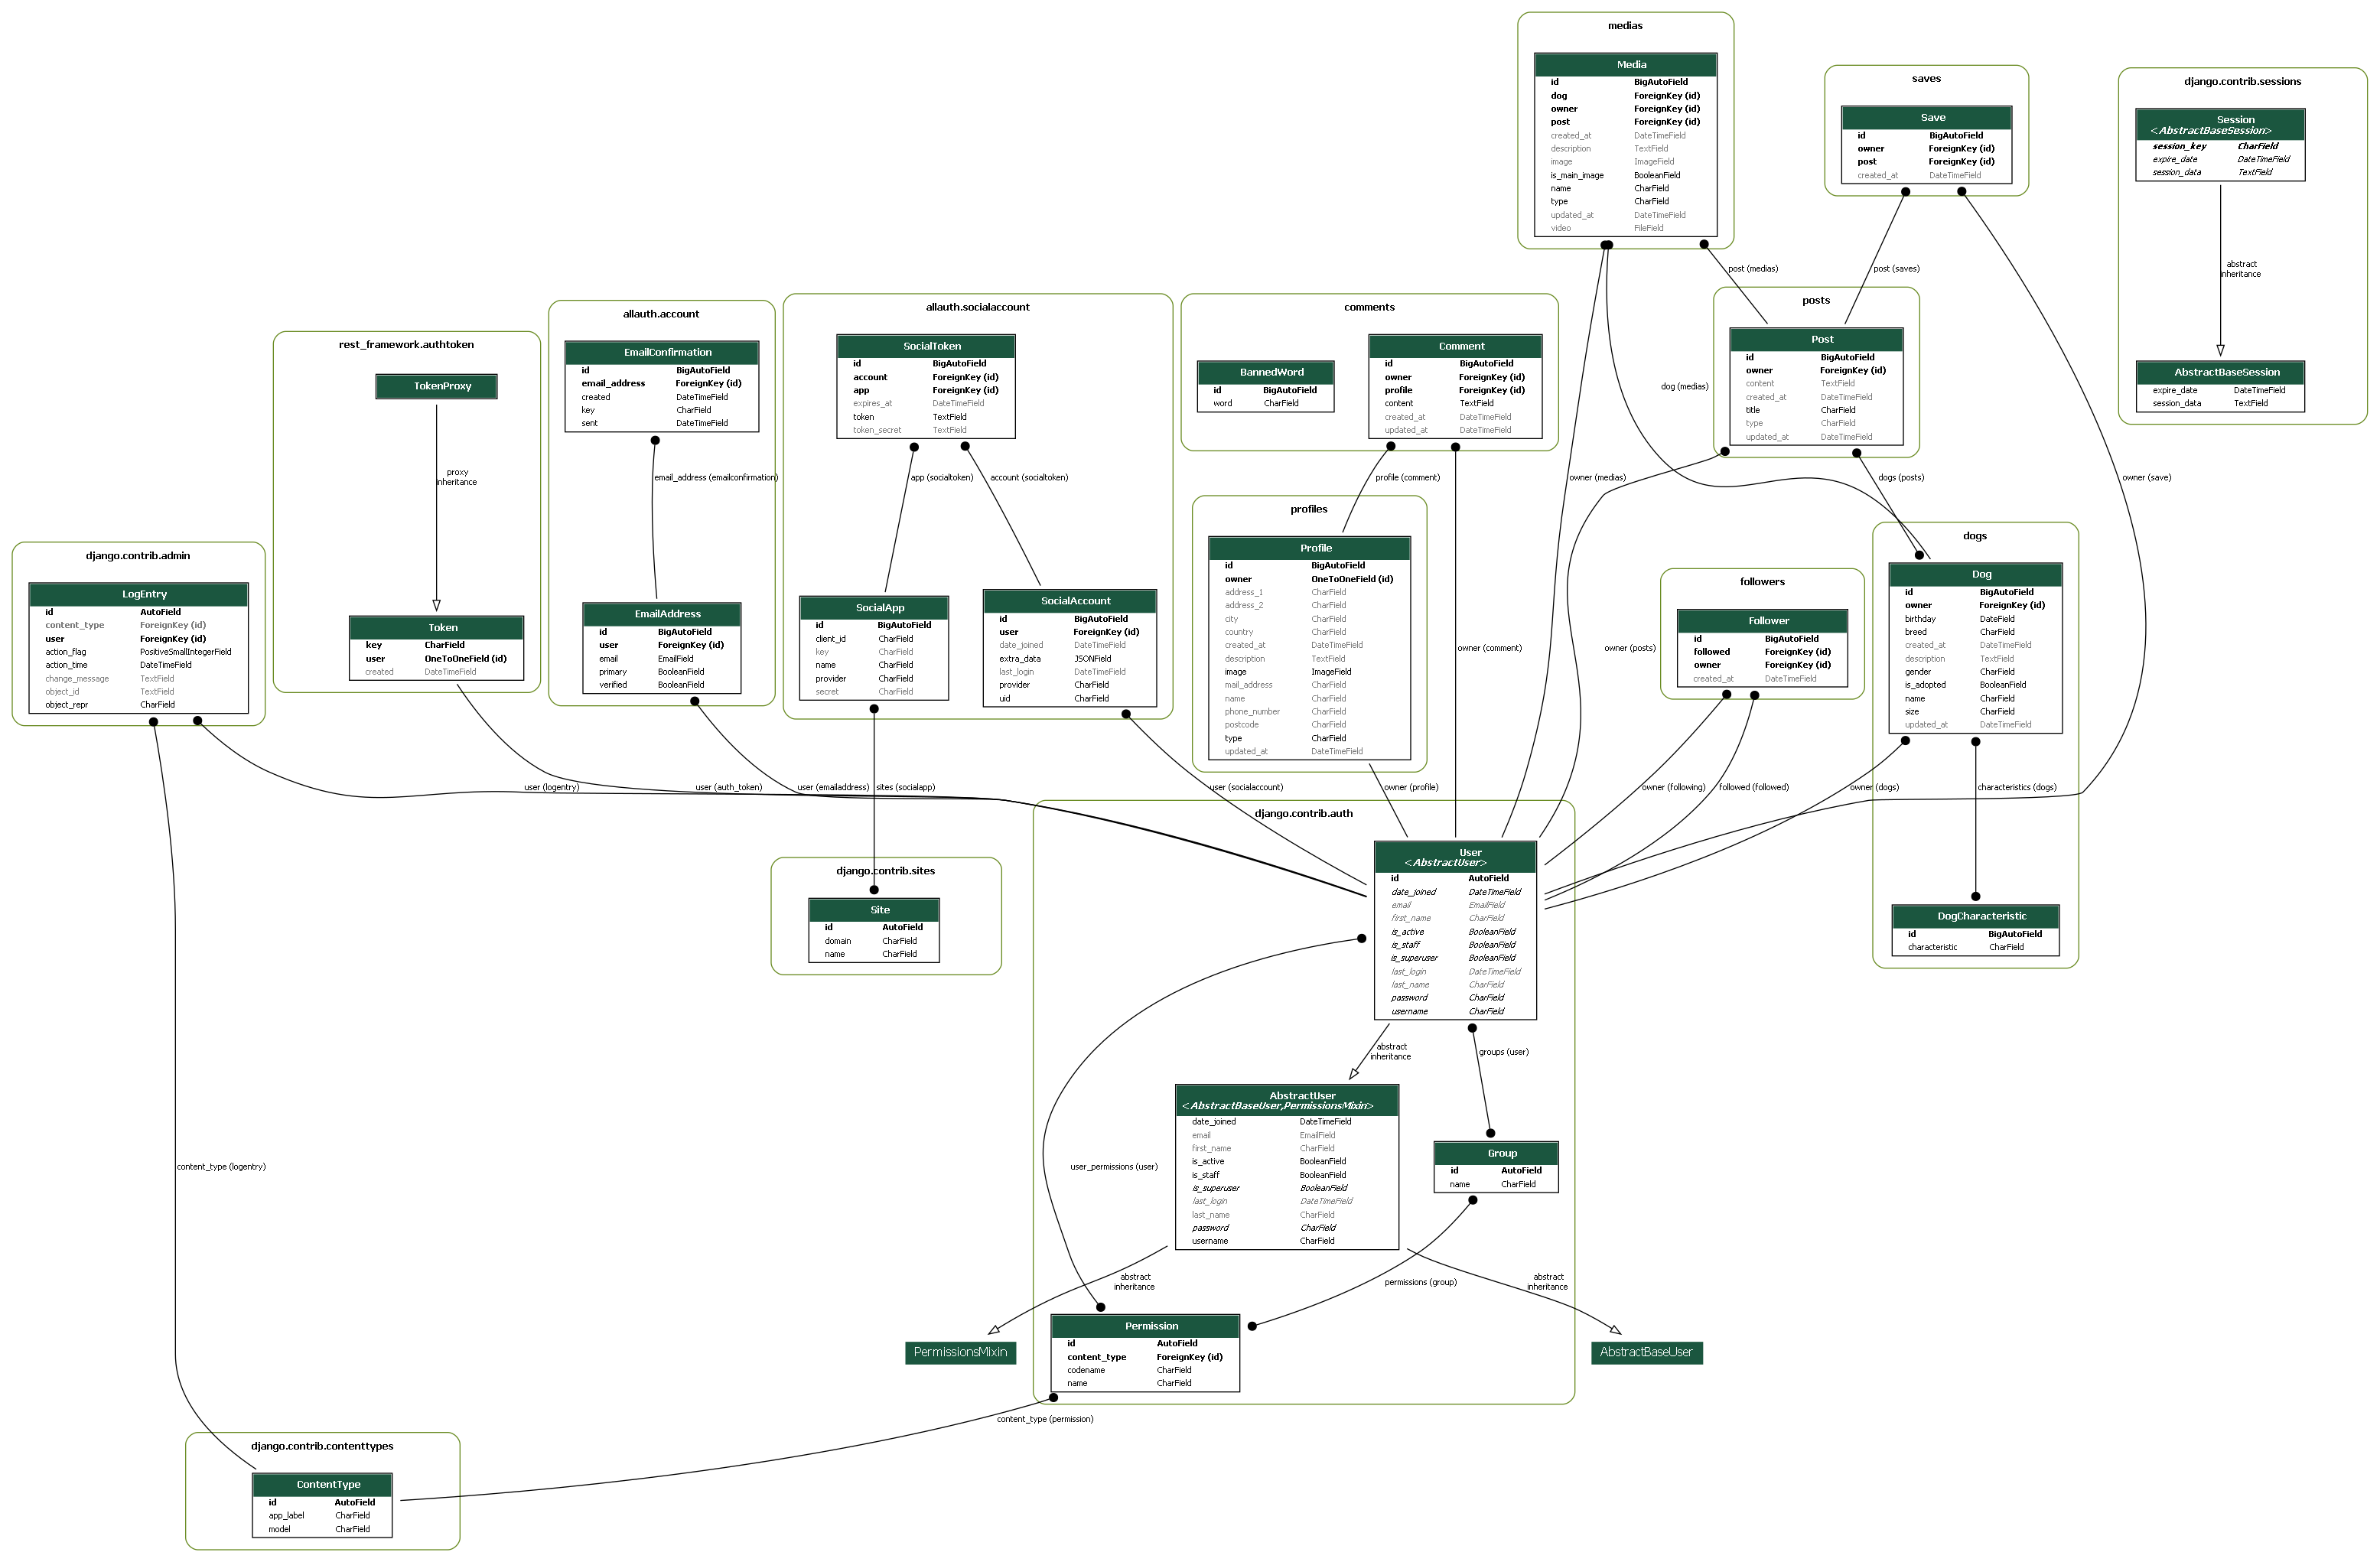 medias
Media
id BigAutoField
dog ForeignKey (id)
owner ForeignKey (id)
post ForeignKey (id)
created_at DateTimeField
description TextField
image ImageField
is_main_image BooleanField
name CharField
type CharField
updated_at DateTimeField
video FileField
saves
Save
id BigAutoField
owner ForeignKey (id)
post ForeignKey (id)
created_at DateTimeField
django.contrib.sessions
Session
<AbstractBaseSession>
session_key CharField
expire_date DateTimeField
session_data TextField
abstract
inheritance
AbstractBaseSession
expire_date DateTimeField
session_data TextField
post (medias)
post (saves)
posts
Post
id BigAutoField
owner ForeignKey (id)
content TextField
created_at DateTimeField
title CharField
type CharField
updated_at DateTimeField
dog (medias)
owner (medias)
dogs (posts)
owner (save)
rest_framework.authtoken
TokenProxy
proxy
inheritance
Token
key CharField
user OneToOneField (id)
created DateTimeField
allauth.account
EmailConfirmation
id BigAutoField
email_address ForeignKey (id)
created DateTimeField
key CharField
sent DateTimeField
email_address (emailconfirmation)
EmailAddress
id BigAutoField
user ForeignKey (id)
email EmailField
primary BooleanField
verified BooleanField
allauth.socialaccount
SocialToken
id BigAutoField
account ForeignKey (id)
app ForeignKey (id)
expires_at DateTimeField
token TextField
token_secret TextField
app (socialtoken)
account (socialtoken)
SocialApp
id BigAutoField
client_id CharField
key CharField
name CharField
provider CharField
secret CharField
SocialAccount
id BigAutoField
user ForeignKey (id)
date_joined DateTimeField
extra_data JSONField
last_login DateTimeField
provider CharField
uid CharField
comments
BannedWord
id BigAutoField
word CharField
Comment
id BigAutoField
owner ForeignKey (id)
profile ForeignKey (id)
content TextField
created_at DateTimeField
updated_at DateTimeField
profile (comment)
owner (comment)
profiles
Profile
id BigAutoField
owner OneToOneField (id)
address_1 CharField
address_2 CharField
city CharField
country CharField
created_at DateTimeField
description TextField
image ImageField
mail_address CharField
name CharField
phone_number CharField
postcode CharField
type CharField
updated_at DateTimeField
owner (posts)
followers
Follower
id BigAutoField
followed ForeignKey (id)
owner ForeignKey (id)
created_at DateTimeField
dogs
Dog
id BigAutoField
owner ForeignKey (id)
birthday DateField
breed CharField
created_at DateTimeField
description TextField
gender CharField
is_adopted BooleanField
name CharField
size CharField
updated_at DateTimeField
django.contrib.admin
LogEntry
id AutoField
content_type ForeignKey (id)
user ForeignKey (id)
action_flag PositiveSmallIntegerField
action_time DateTimeField
change_message TextField
object_id TextField
object_repr CharField
user (logentry)
user (auth_token)
user (emailaddress)
sites (socialapp)
user (socialaccount)
owner (profile)
owner (following)
followed (followed)
owner (dogs)
characteristics (dogs)
django.contrib.sites
Site
id AutoField
domain CharField
name CharField
django.contrib.auth
User
<AbstractUser>
id AutoField
date_joined DateTimeField
email EmailField
first_name CharField
is_active BooleanField
is_staff BooleanField
is_superuser BooleanField
last_login DateTimeField
last_name CharField
password CharField
username CharField
DogCharacteristic
id BigAutoField
characteristic CharField
abstract
inheritance
groups (user)
AbstractUser
<AbstractBaseUser,PermissionsMixin>
date_joined DateTimeField
email EmailField
first_name CharField
is_active BooleanField
is_staff BooleanField
is_superuser BooleanField
last_login DateTimeField
last_name CharField
password CharField
username CharField
Group
id AutoField
name CharField
content_type (logentry)
user_permissions (user)
abstract
inheritance
permissions (group)
abstract
inheritance
PermissionsMixin
Permission
id AutoField
content_type ForeignKey (id)
codename CharField
name CharField
AbstractBaseUser
content_type (permission)
django.contrib.contenttypes
ContentType
id AutoField
app_label CharField
model CharField